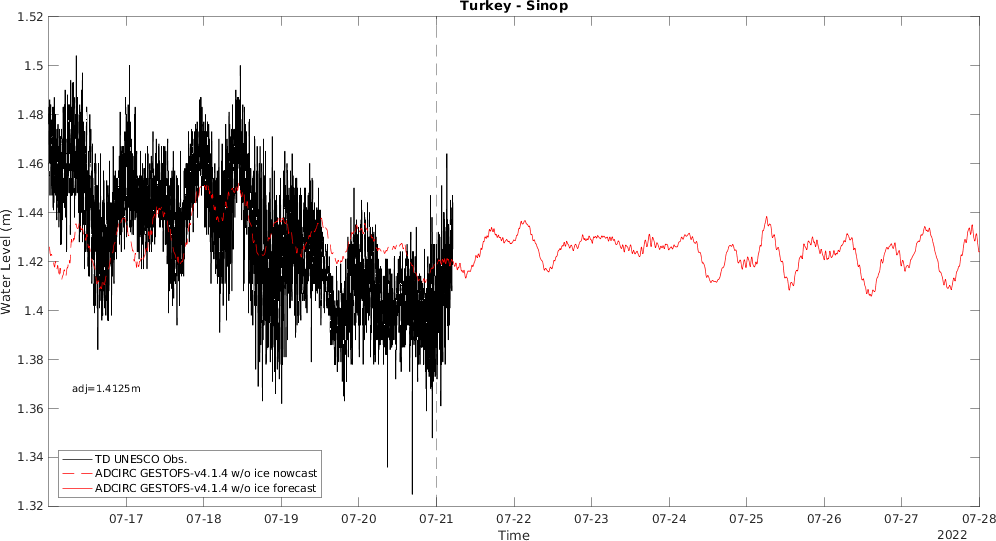 Turkey - Sinop
1.52
1.5
1.48
1.46
1.44
1.42
1.4
1.38
1.36
1.34
1.32
Water Level (m)
adj=1.4125m
TD UNESCO Obs.
ADCIRC GESTOFS-v4.1.4 w/o ice nowcast
ADCIRC GESTOFS-v4.1.4 w/o ice forecast
07-17 07-18 07-19 07-20 07-21 07-22 07-23 07-24 07-25 07-26 07-27 07-28
Time
2022